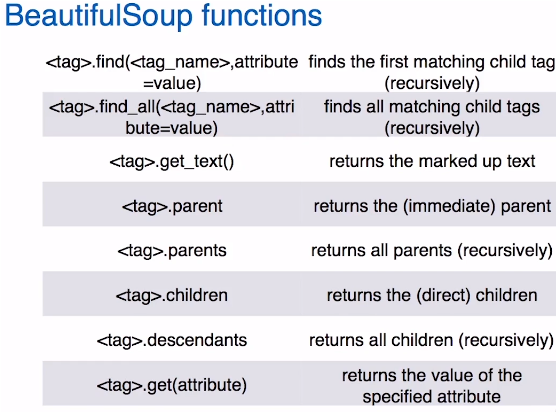 BeautifulSoup functions
<tag>.find(<tag_name>,attribute finds the first matching child tag
=value) (recursively)
<tag>.find_all(<tag_name>,attri finds all matching child tags
bute=value) (recursively)
<tag>.get_text() returns the marked up text
<tag>.parent returns the (immediate) parent
<tag>.parents returns all parents (recursively)
<tag>.children returns the (direct) children
<tag>.descendants returns all children (recursively)
<tag>.get(attribute) returns the value of the
specified attribute